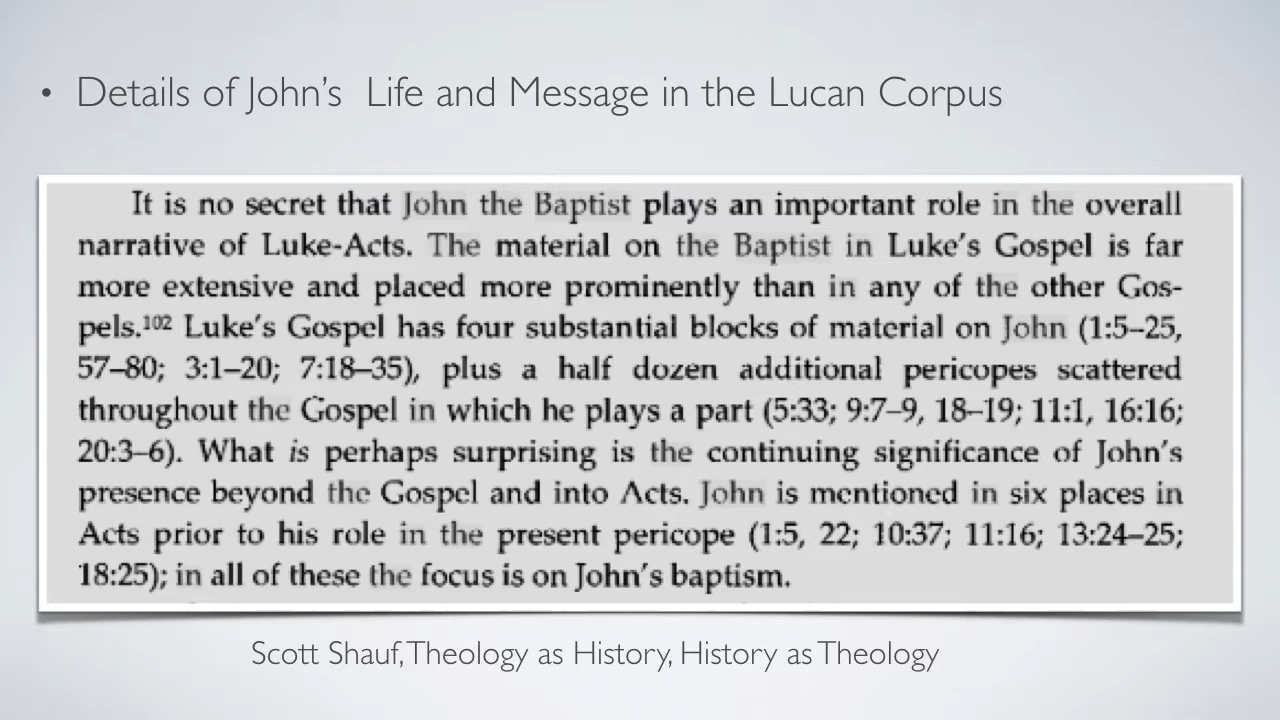 • Details of John's Life and Message in the Lucan Corpus
It is no secret that John the Baptist plays an important role in the overall
narrative of Luke-Acts. The material on the Baptist in Luke's Gospel is far
more extensive and placed more prominently than in any of the other Gos-
pels.¹⁰² Luke's Gospel has four substantial blocks of material on John (1:5–25,
57–80; 3:1–20; 7:18–35), plus a half dozen additional pericopes scattered
throughout the Gospel in which he plays a part (5:33; 9:7–9, 18–19; 11:1, 16:16;
20:3–6). What is perhaps surprising is the continuing significance of John's
presence beyond the Gospel and into Acts. John is mentioned in six places in
Acts prior to his role in the present pericope (1:5, 22; 10:37; 11:16; 13:24–25;
18:25); in all of these the focus is on John's baptism.
Scott Shauf, Theology as History, History as Theology